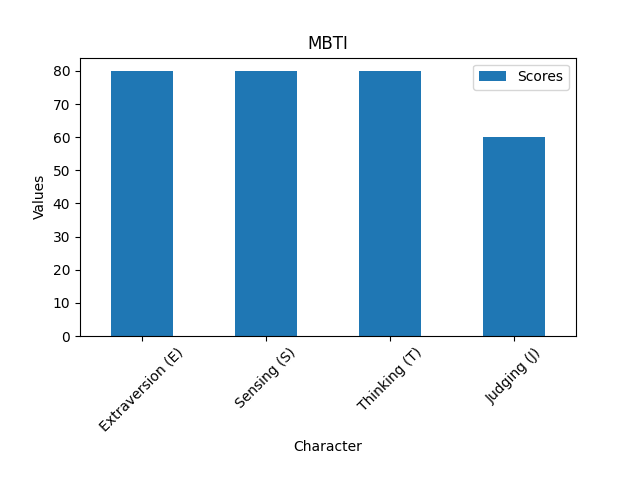 MBTI
Scores
80
70
60
50
40
30
20
10
0
Values
Extraversion (E)
Sensing (S)
Thinking (T)
Judging (J)
Character